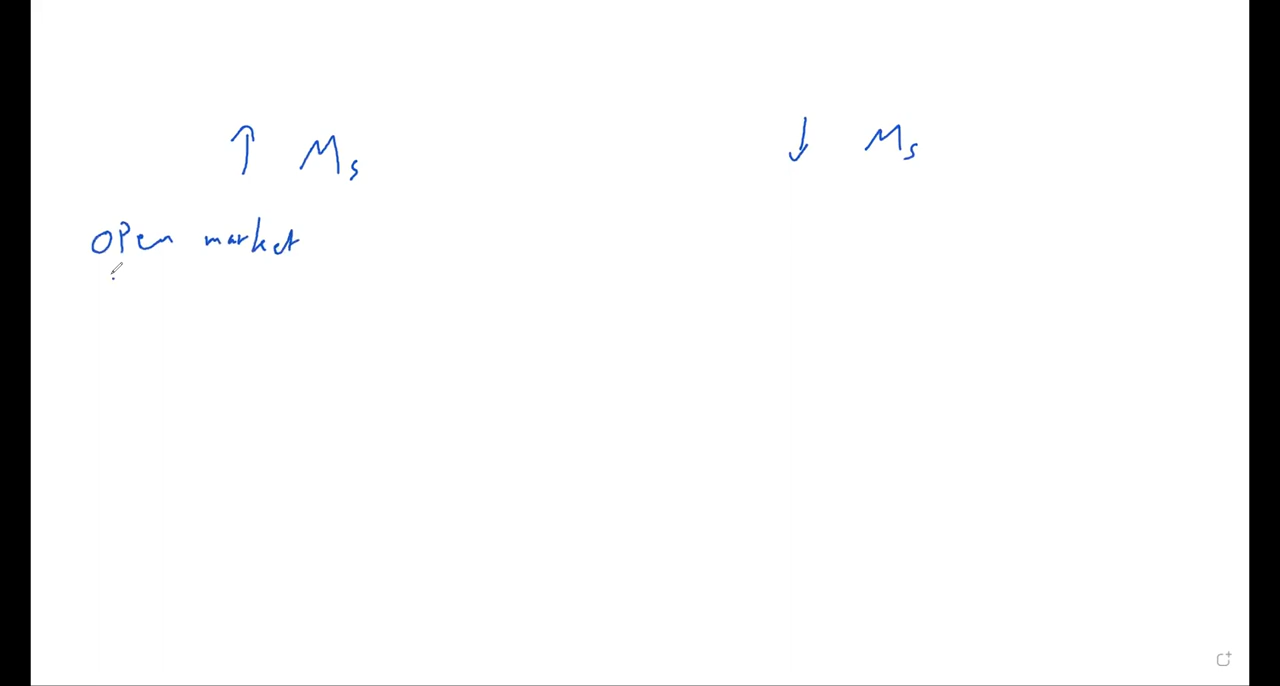 ↑ Ms
↓ Ms
open market